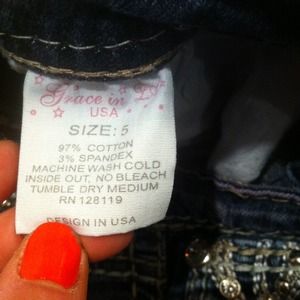 Grace in LA
USA
SIZE: 5
97% COTTON
3% SPANDEX
MACHINE WASH COLD
INSIDE OUT, NO BLEACH
TUMBLE DRY MEDIUM
RN 128119
DESIGN IN USA